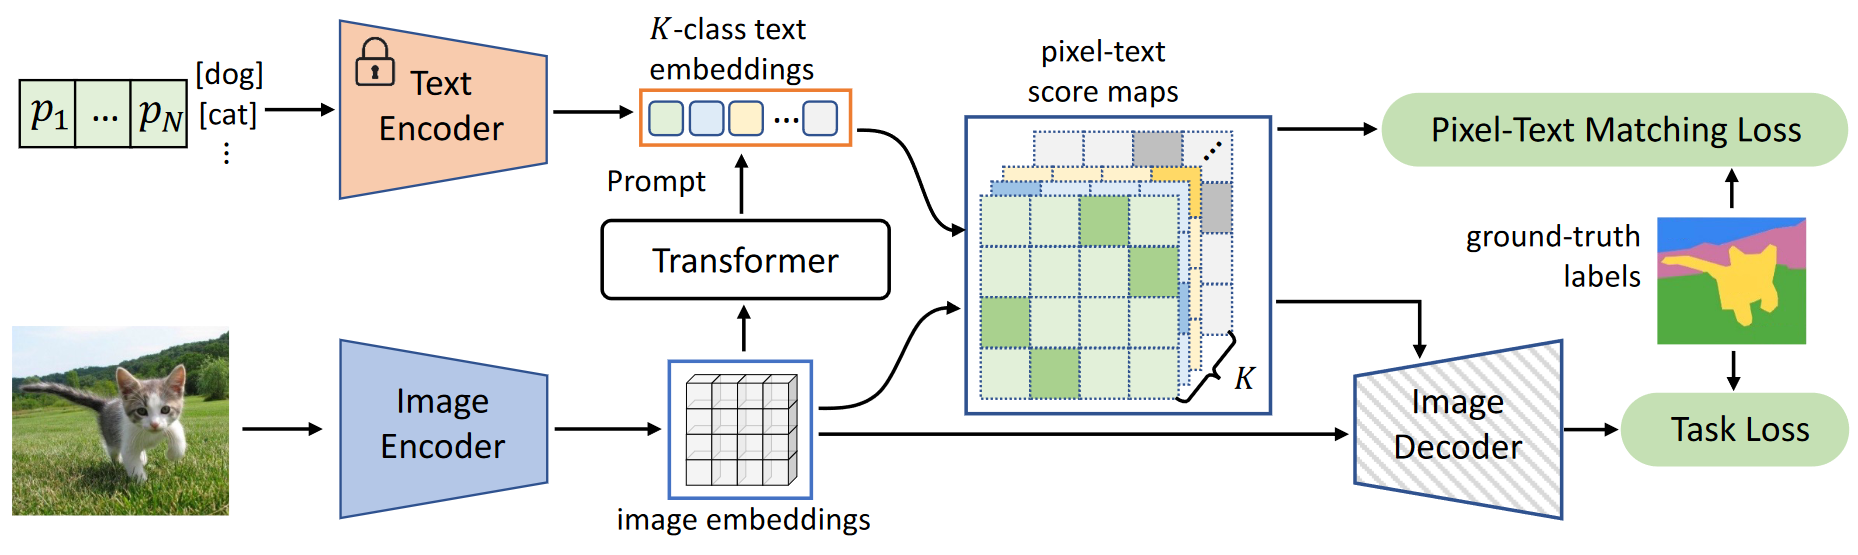 p₁ ... p_N
[dog]
[cat]
⋮
Text
Encoder
K-class text
embeddings
...
Prompt
Transformer
Image
Encoder
image embeddings
pixel-text
score maps
...
K
Pixel-Text Matching Loss
ground-truth
labels
Image
Decoder
Task Loss